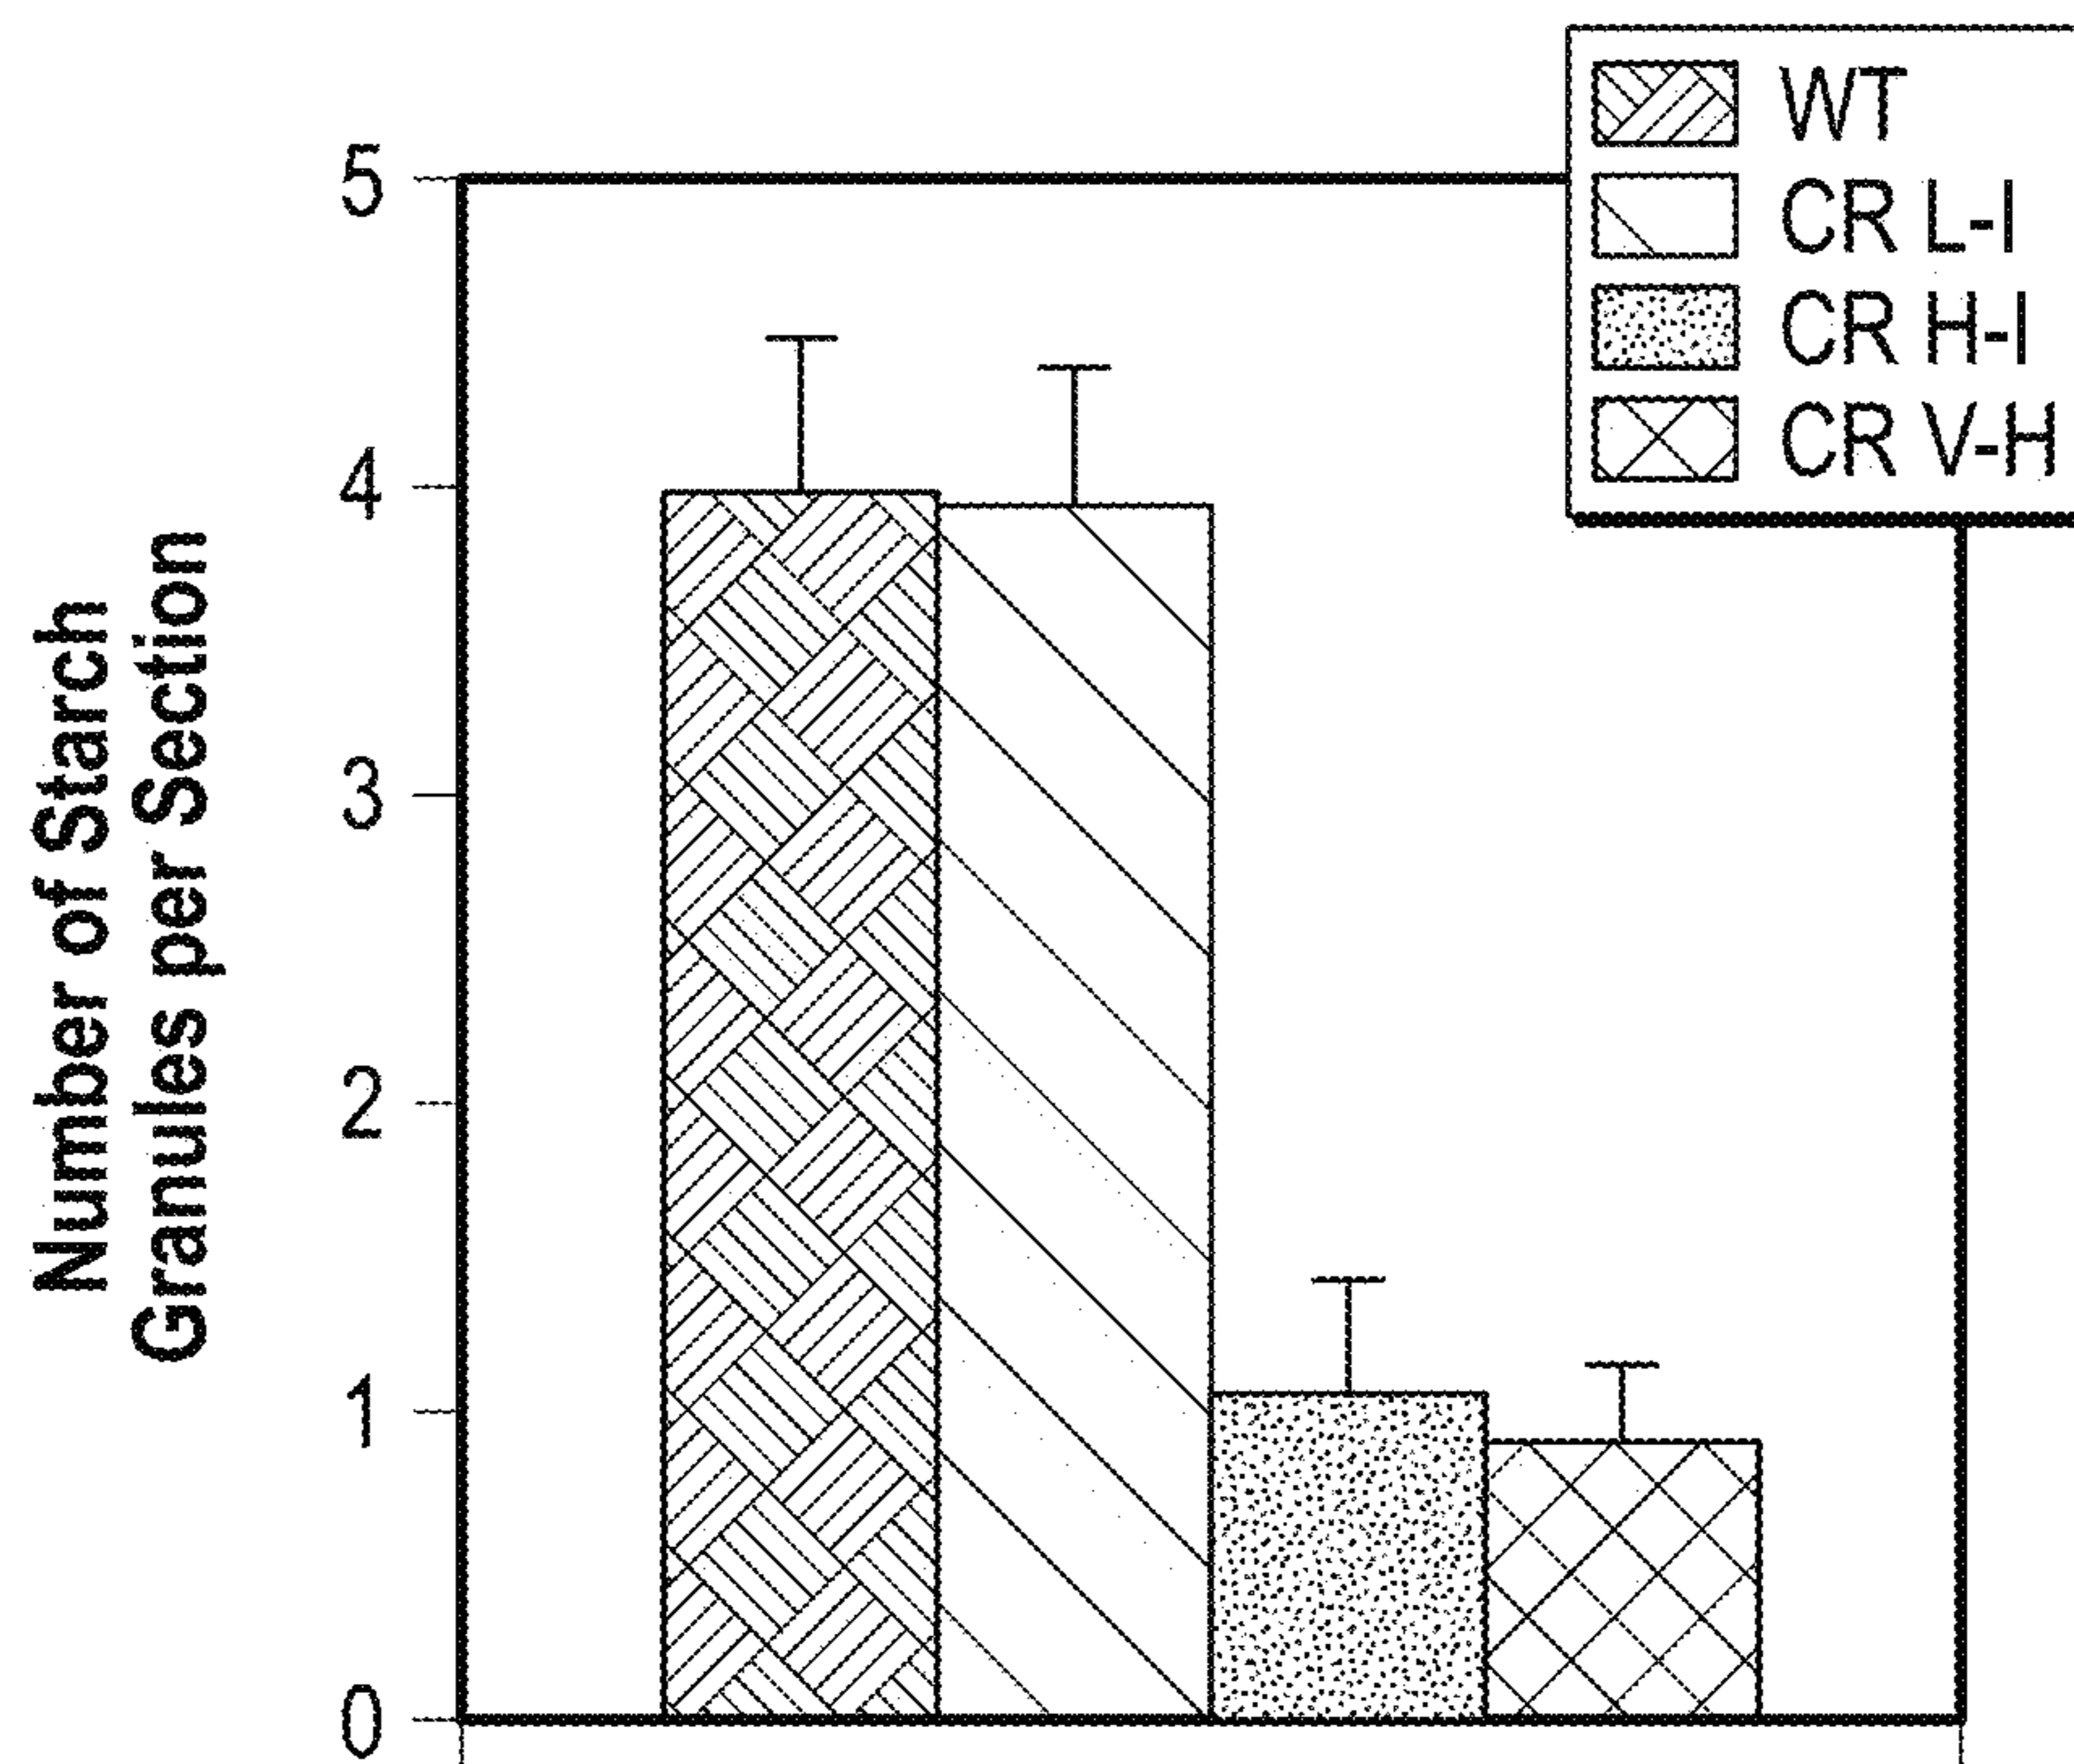 Number of Starch
Granules per Section
5
4
3
2
1
0
WT
CR L-I
CR H-I
CR V-H